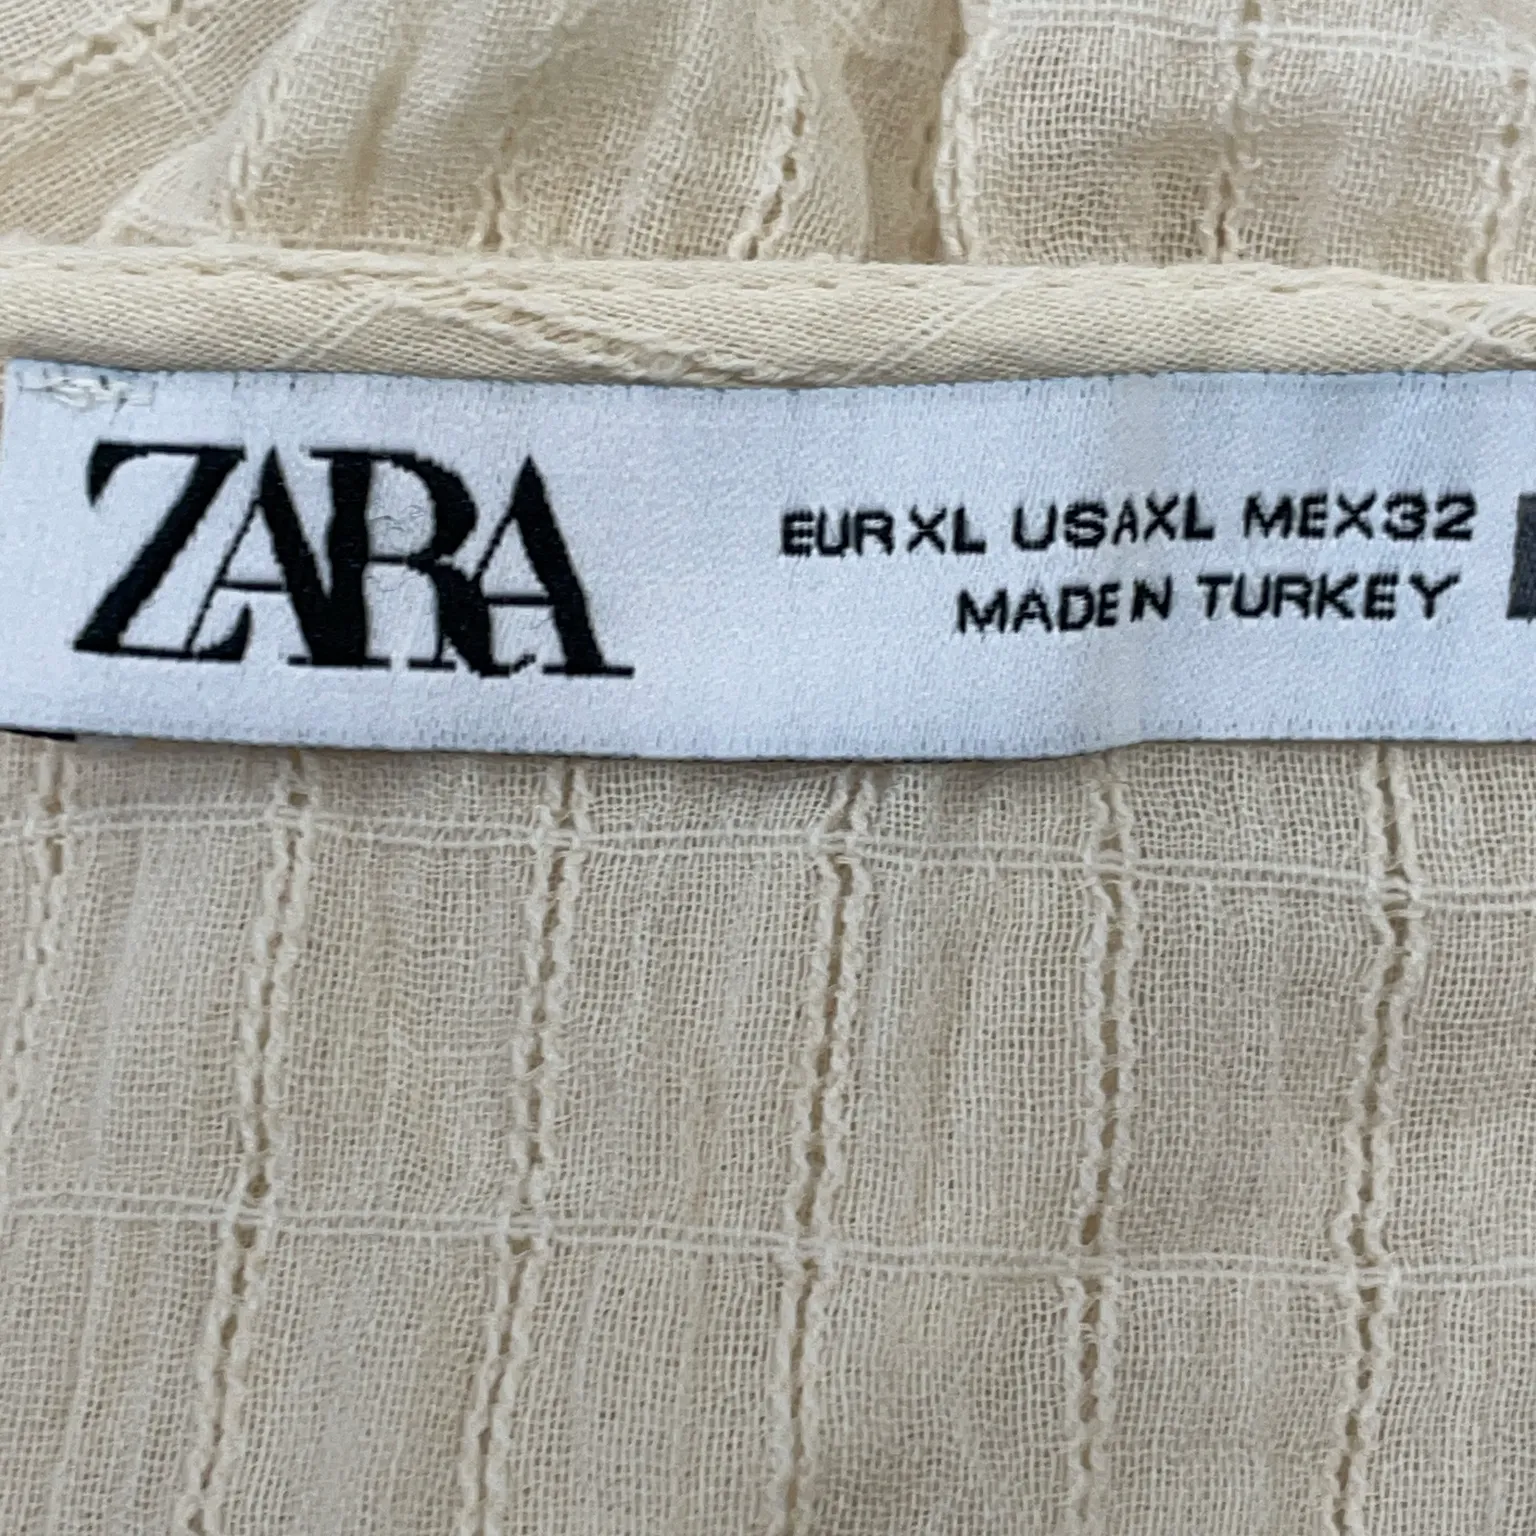 ZARA
EUR XL USA XL MEX 32
MADE IN TURKEY